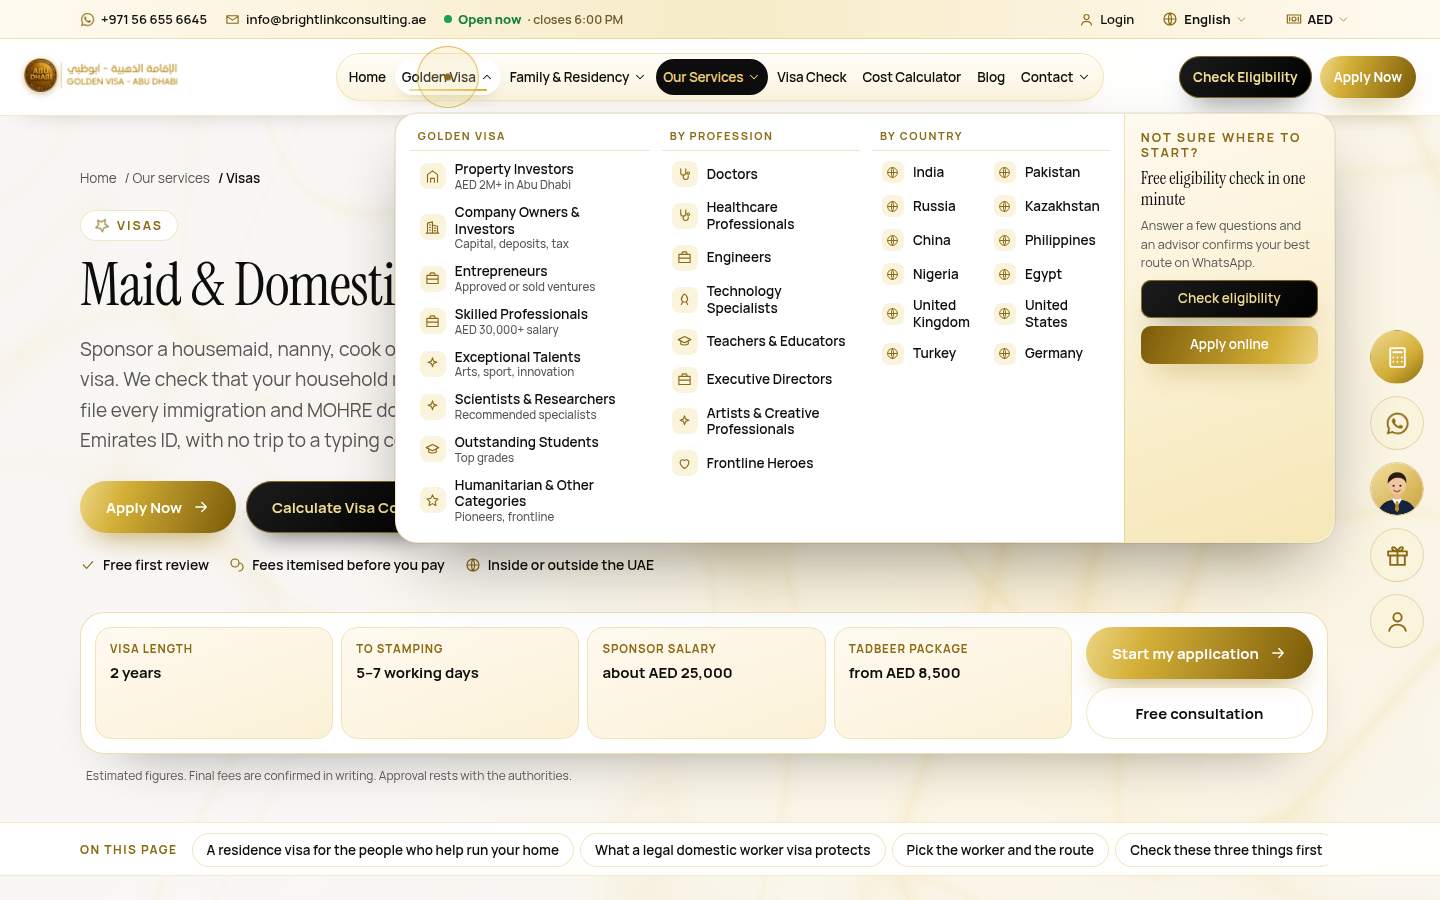 +971 56 655 6645
info@brightlinkconsulting.ae
Open now · closes 6:00 PM
Login
English
AED
ABU DHABI
الإقامة الذهبية - أبوظبي
GOLDEN VISA - ABU DHABI
Home
Golden Visa
Family & Residency
Our Services
Visa Check
Cost Calculator
Blog
Contact
Check Eligibility
Apply Now
Home / Our services / Visas
VISAS
Maid & Domesti
Sponsor a housemaid, nanny, cook o
visa. We check that your household
file every immigration and MOHRE do
Emirates ID, with no trip to a typing c
Apply Now
Calculate Visa Co
Free first review
Fees itemised before you pay
Inside or outside the UAE
GOLDEN VISA
Property Investors
AED 2M+ in Abu Dhabi
Company Owners &
Investors
Capital, deposits, tax
Entrepreneurs
Approved or sold ventures
Skilled Professionals
AED 30,000+ salary
Exceptional Talents
Arts, sport, innovation
Scientists & Researchers
Recommended specialists
Outstanding Students
Top grades
Humanitarian & Other
Categories
Pioneers, frontline
BY PROFESSION
Doctors
Healthcare
Professionals
Engineers
Technology
Specialists
Teachers & Educators
Executive Directors
Artists & Creative
Professionals
Frontline Heroes
BY COUNTRY
India
Pakistan
Russia
Kazakhstan
China
Philippines
Nigeria
Egypt
United
Kingdom
United
States
Turkey
Germany
NOT SURE WHERE TO
START?
Free eligibility check in one
minute
Answer a few questions and
an advisor confirms your best
route on WhatsApp.
Check eligibility
Apply online
VISA LENGTH
2 years
TO STAMPING
5–7 working days
SPONSOR SALARY
about AED 25,000
TADBEER PACKAGE
from AED 8,500
Start my application
Free consultation
Estimated figures. Final fees are confirmed in writing. Approval rests with the authorities.
ON THIS PAGE
A residence visa for the people who help run your home
What a legal domestic worker visa protects
Pick the worker and the route
Check these three things first